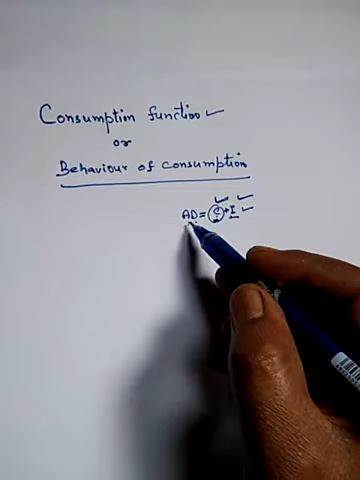 Consumption function
or
Behaviour of consumption
AD = C + I